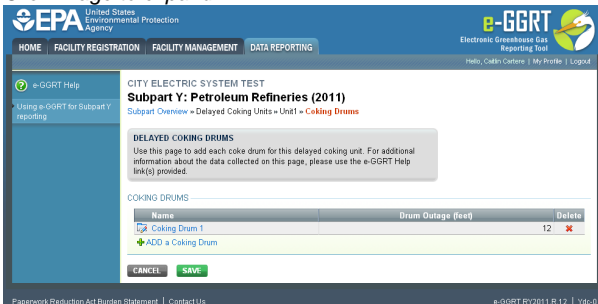 EPA United States
Environmental Protection
Agency
e-GGRT
Electronic Greenhouse Gas
Reporting Tool
HOME FACILITY REGISTRATION FACILITY MANAGEMENT DATA REPORTING
Hello, Caitlin Cartere | My Profile | Logout
e-GGRT Help
Using e-GGRT for Subpart Y
reporting
CITY ELECTRIC SYSTEM TEST
Subpart Y: Petroleum Refineries (2011)
Subpart Overview » Delayed Coking Units » Unit1 » Coking Drums
DELAYED COKING DRUMS
Use this page to add each coke drum for this delayed coking unit. For additional
information about the data collected on this page, please use the e-GGRT Help
link(s) provided.
COKING DRUMS
Name Drum Outage (feet) Delete
Coking Drum 1 12
ADD a Coking Drum
CANCEL SAVE
Paperwork Reduction Act Burden Statement | Contact Us e-GGRT RY2011 R.12 | Ydc-0